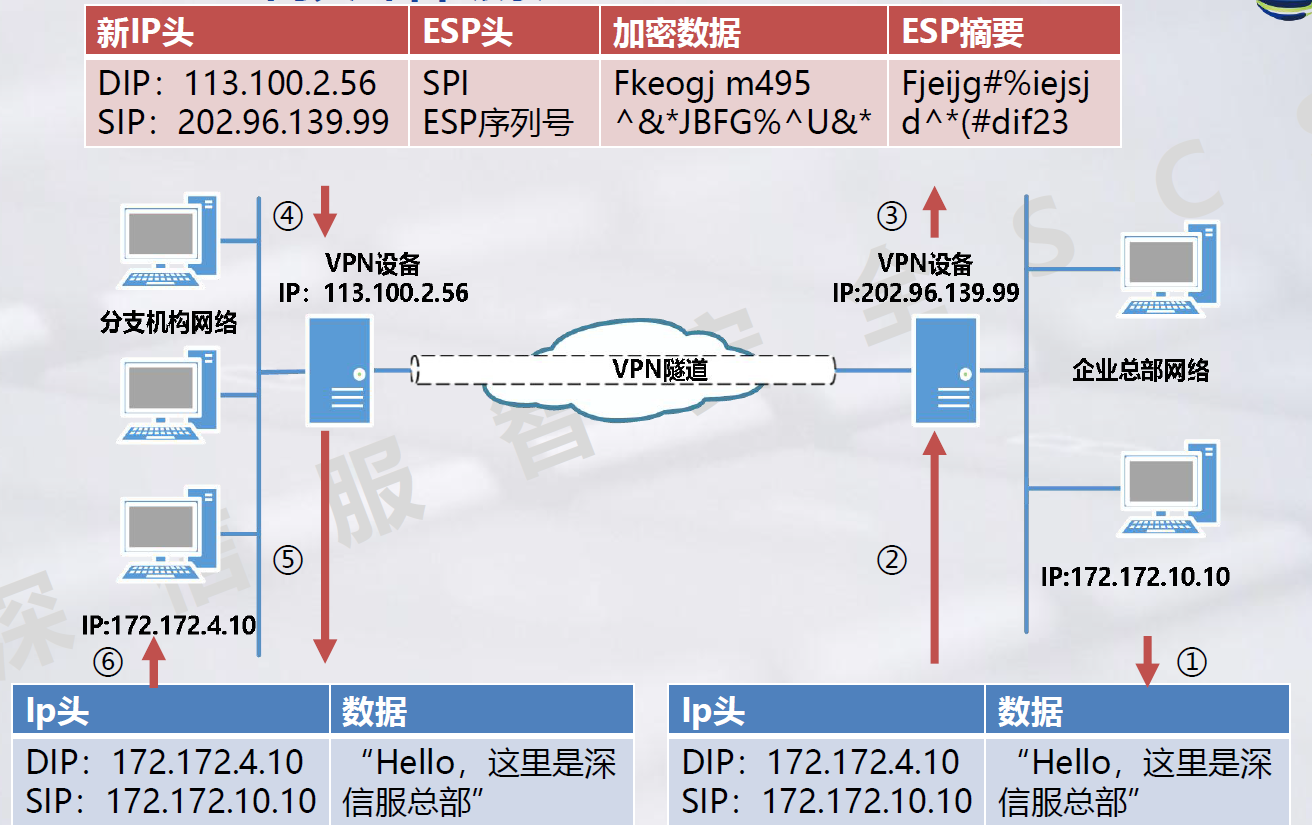 新IP头
ESP头
加密数据
ESP摘要
DIP：113.100.2.56
SIP：202.96.139.99
SPI
ESP序列号
Fkeogj m495
^&*JBFG%^U&*
Fjeijg#%iejsj
d^*(#dif23
④
③
VPN设备
IP：113.100.2.56
VPN设备
IP:202.96.139.99
分支机构网络
VPN隧道
企业总部网络
⑤
②
IP:172.172.10.10
IP:172.172.4.10
⑥
①
Ip头
数据
DIP：172.172.4.10
SIP：172.172.10.10
“Hello，这里是深
信服总部”
Ip头
数据
DIP：172.172.4.10
SIP：172.172.10.10
“Hello，这里是深
信服总部”
深信服智安全 S C